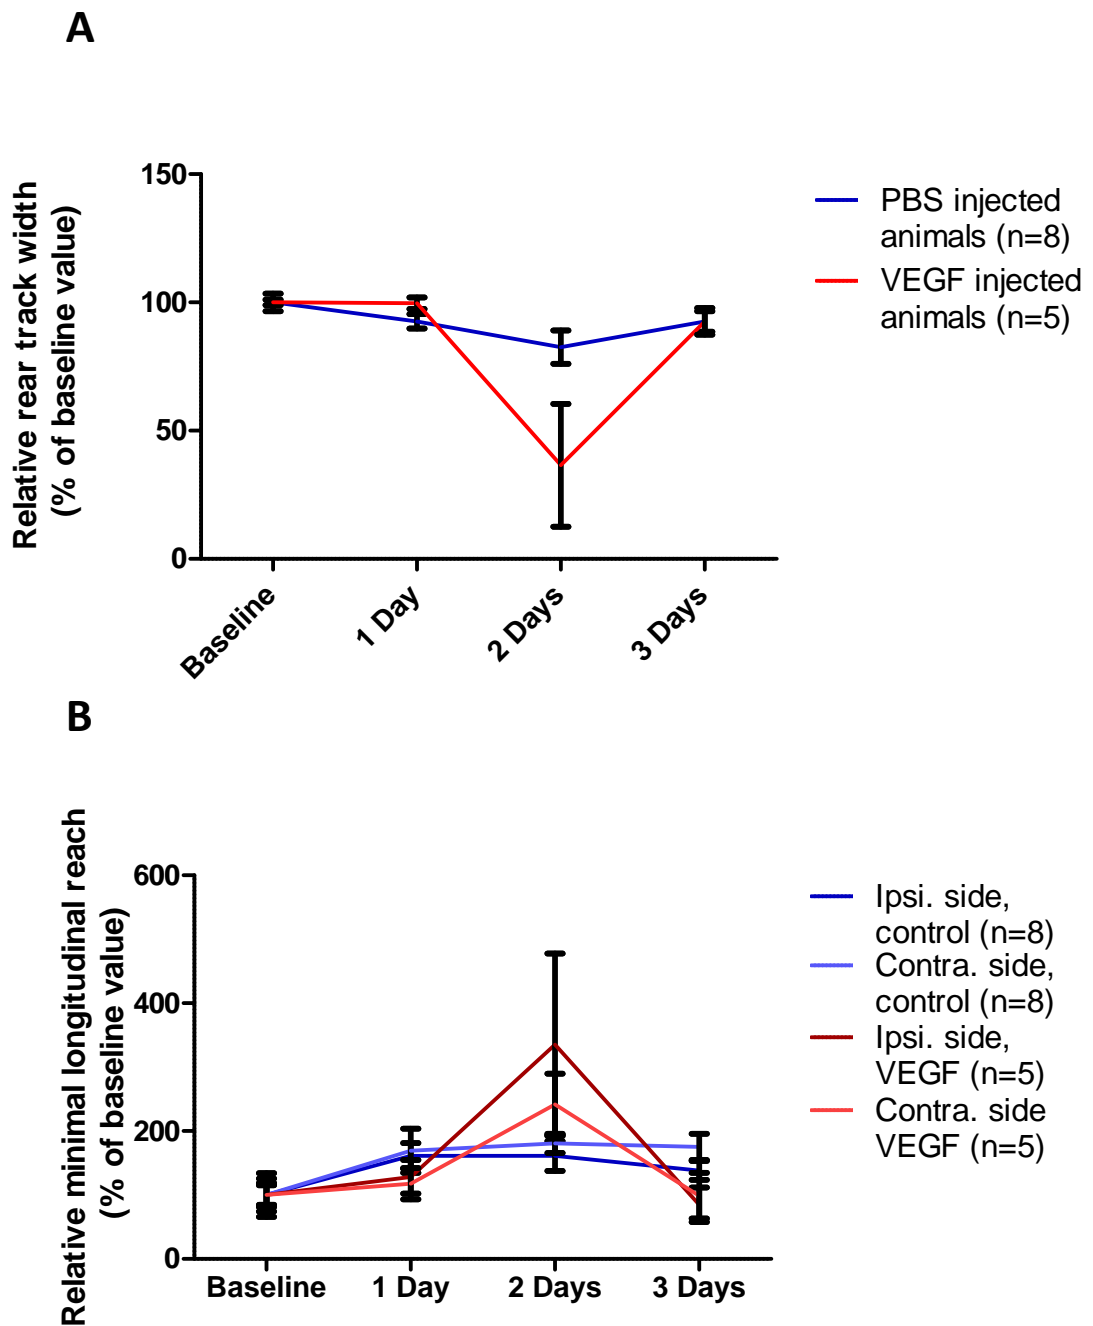 A
Relative rear track width
(% of baseline value)
150
100
50
0
Baseline
1 Day
2 Days
3 Days
PBS injected
animals (n=8)
VEGF injected
animals (n=5)
B
Relative minimal longitudinal reach
(% of baseline value)
600
400
200
0
Baseline
1 Day
2 Days
3 Days
Ipsi. side,
control (n=8)
Contra. side,
control (n=8)
Ipsi. side,
VEGF (n=5)
Contra. side
VEGF (n=5)